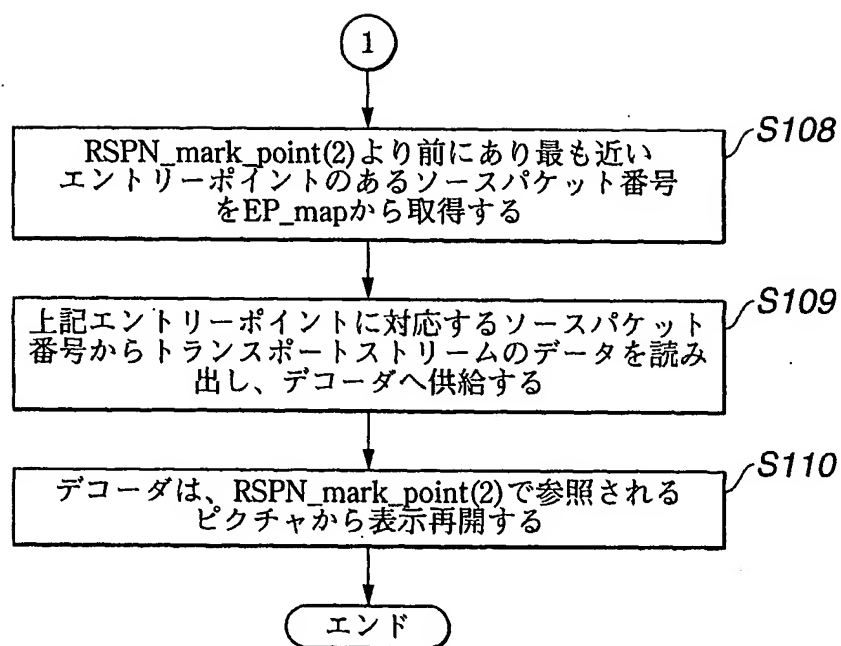 1
S108
RSPN_mark_point(2)より前にあり最も近い
エントリーポイントのあるソースパケット番号
をEP_mapから取得する
S109
上記エントリーポイントに対応するソースパケット
番号からトランスポートストリームのデータを読み
出し、デコーダへ供給する
S110
デコーダは、RSPN_mark_point(2)で参照される
ピクチャから表示再開する
エンド